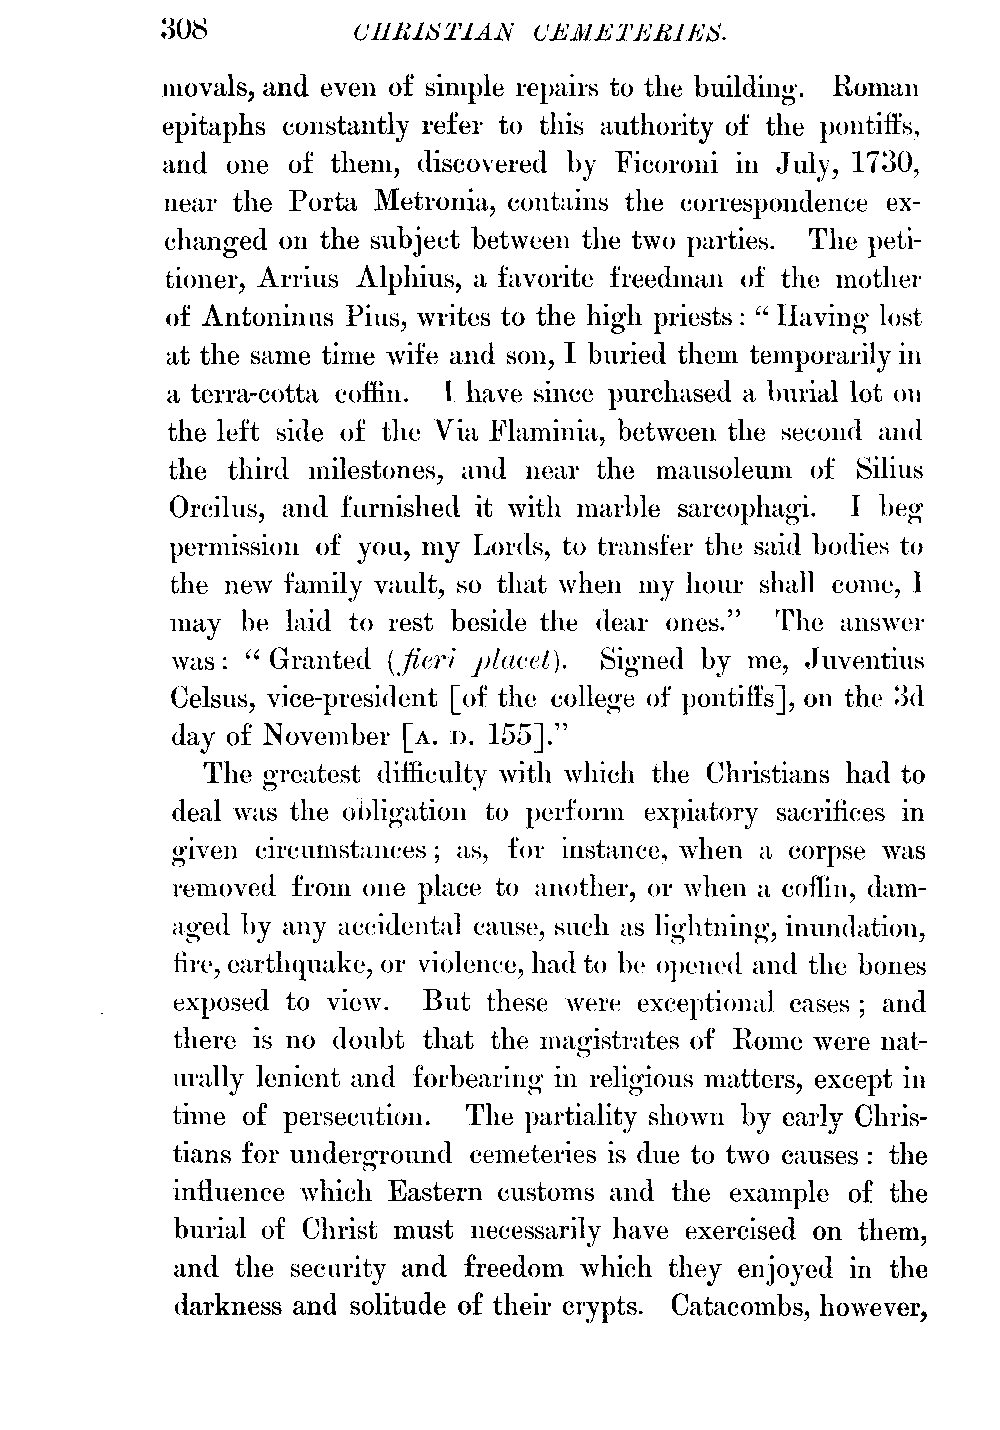 308 CHRISTIAN CEMETERIES.
movals, and even of simple repairs to the building. Roman
epitaphs constantly refer to this authority of the pontiffs,
and one of them, discovered by Ficoroni in July, 1730,
near the Porta Metronia, contains the correspondence ex-
changed on the subject between the two parties. The peti-
tioner, Arrius Alphius, a favorite freedman of the mother
of Antoninus Pius, writes to the high priests : “ Having lost
at the same time wife and son, I buried them temporarily in
a terra-cotta coffin. I have since purchased a burial lot on
the left side of the Via Flaminia, between the second and
the third milestones, and near the mausoleum of Silius
Orcilus, and furnished it with marble sarcophagi. I beg
permission of you, my Lords, to transfer the said bodies to
the new family vault, so that when my hour shall come, I
may be laid to rest beside the dear ones.” The answer
was : “ Granted (fieri placet). Signed by me, Juventius
Celsus, vice-president [of the college of pontiffs], on the 3d
day of November [A. D. 155].”
The greatest difficulty with which the Christians had to
deal was the obligation to perform expiatory sacrifices in
given circumstances ; as, for instance, when a corpse was
removed from one place to another, or when a coffin, dam-
aged by any accidental cause, such as lightning, inundation,
fire, earthquake, or violence, had to be opened and the bones
exposed to view. But these were exceptional cases ; and
there is no doubt that the magistrates of Rome were nat-
urally lenient and forbearing in religious matters, except in
time of persecution. The partiality shown by early Chris-
tians for underground cemeteries is due to two causes : the
influence which Eastern customs and the example of the
burial of Christ must necessarily have exercised on them,
and the security and freedom which they enjoyed in the
darkness and solitude of their crypts. Catacombs, however,